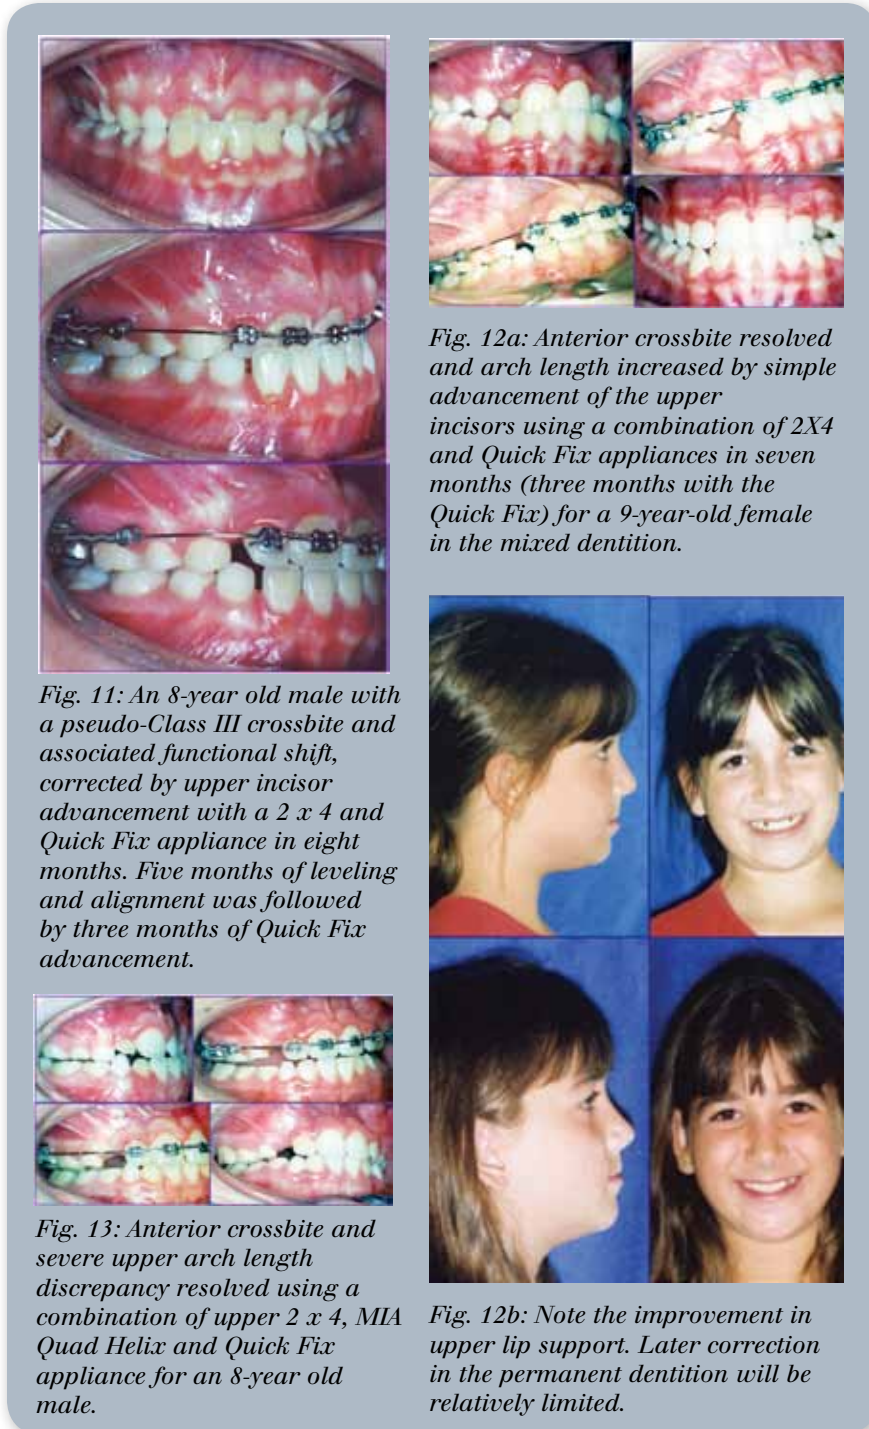 Fig. 11: An 8-year old male with
a pseudo-Class III crossbite and
associated functional shift,
corrected by upper incisor
advancement with a 2 x 4 and
Quick Fix appliance in eight
months. Five months of leveling
and alignment was followed
by three months of Quick Fix
advancement.
Fig. 13: Anterior crossbite and
severe upper arch length
discrepancy resolved using a
combination of upper 2 x 4, MIA
Quad Helix and Quick Fix
appliance for an 8-year old
male.
Fig. 12a: Anterior crossbite resolved
and arch length increased by simple
advancement of the upper
incisors using a combination of 2X4
and Quick Fix appliances in seven
months (three months with the
Quick Fix) for a 9-year-old female
in the mixed dentition.
Fig. 12b: Note the improvement in
upper lip support. Later correction
in the permanent dentition will be
relatively limited.